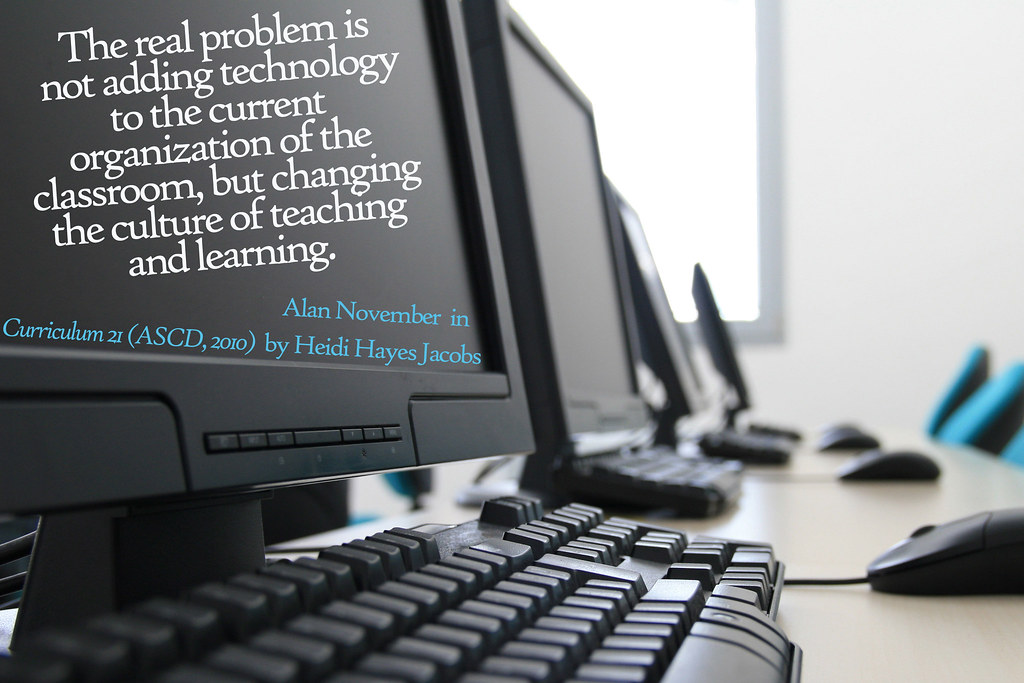 The real problem is
not adding technology
to the current
organization of the
classroom, but changing
the culture of teaching
and learning.
Alan November in
Curriculum 21 (ASCD, 2010) by Heidi Hayes Jacobs